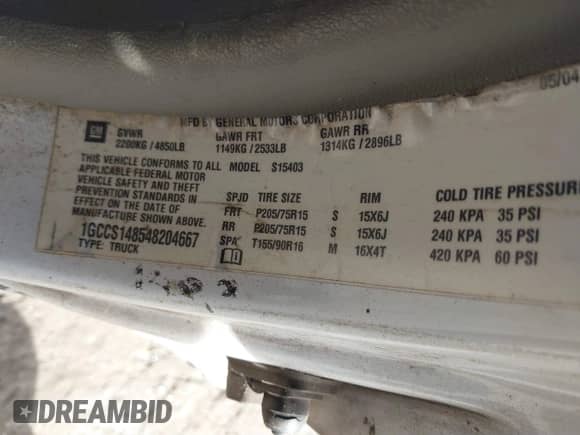 05/04
MFD BY GENERAL MOTORS CORPORATION
GM
GVWR GAWR FRT GAWR RR
2200KG / 4850LB 1149KG / 2533LB 1314KG / 2896LB
THIS VEHICLE CONFORMS TO ALL MODEL S15403
APPLICABLE FEDERAL MOTOR
VEHICLE SAFETY AND THEFT
PREVENTION STANDARDS IN
EFFECT ON THE DATE OF
MANUFACTURE SHOWN ABOVE.
1GCCS148548204667
TYPE: TRUCK
SPJD TIRE SIZE RIM COLD TIRE PRESSURE
FRT P205/75R15 S 15X6J 240 KPA 35 PSI
RR P205/75R15 S 15X6J 240 KPA 35 PSI
SPA T155/90R16 M 16X4T 420 KPA 60 PSI
DREAMBID